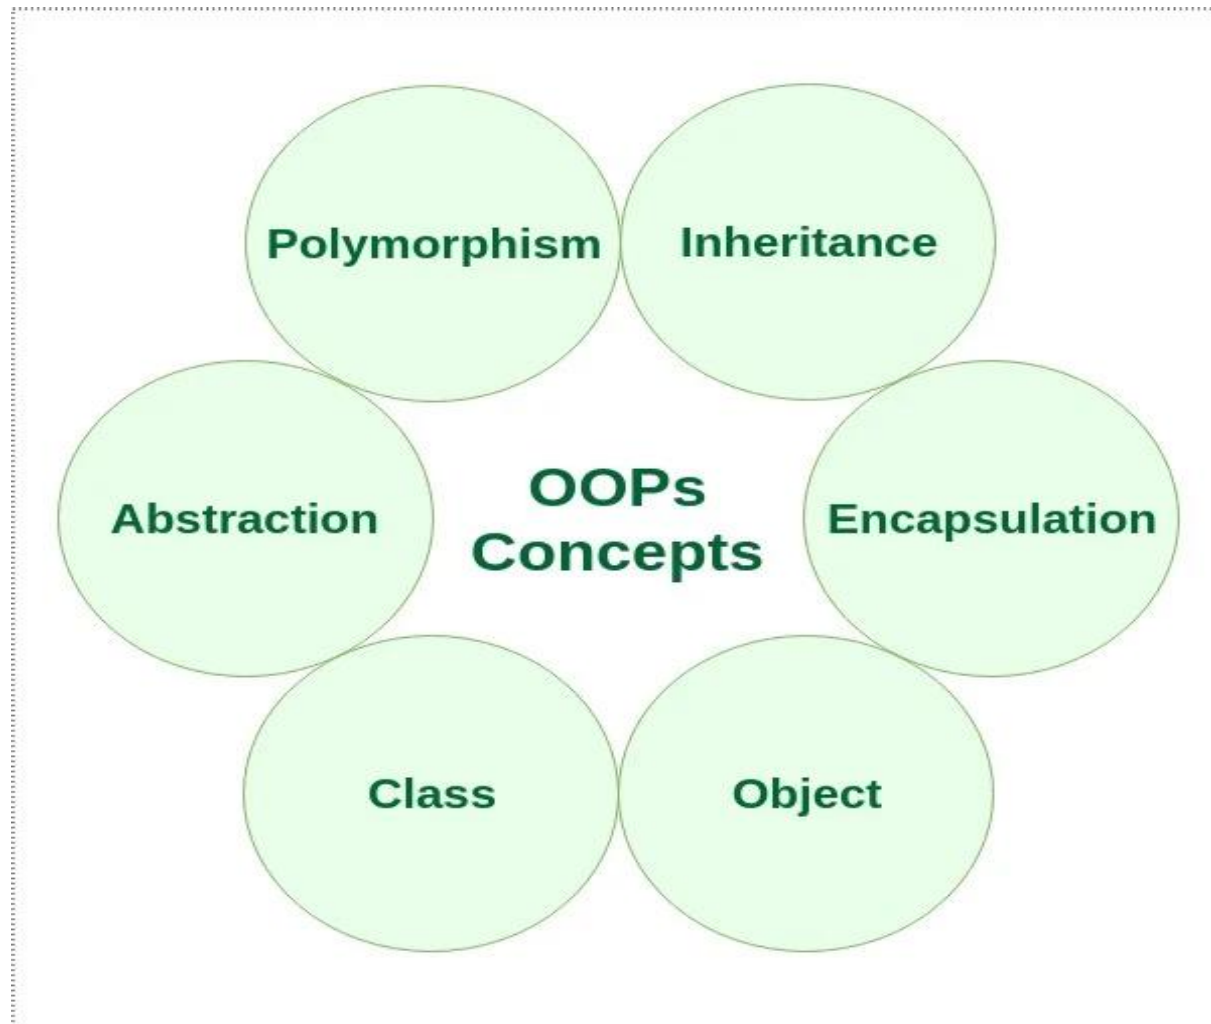 Polymorphism
Inheritance
Abstraction
OOPs
Concepts
Encapsulation
Class
Object